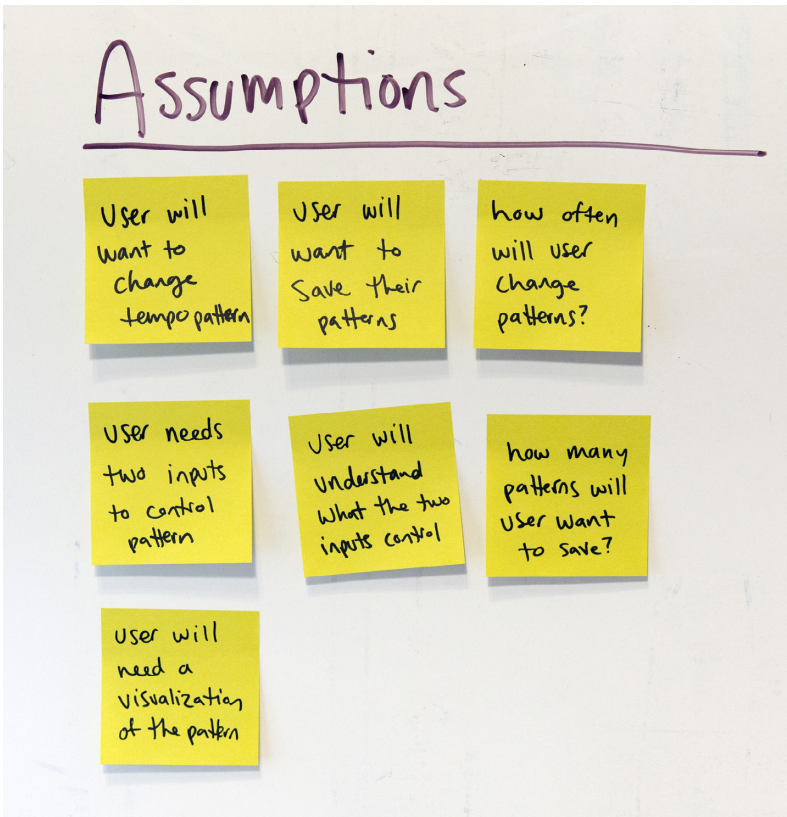 Assumptions
User will
want to
change
tempo pattern
User will
want to
save their
patterns
how often
will user
change
patterns?
User needs
two inputs
to control
pattern
User will
understand
what the two
inputs control
how many
patterns will
user want
to save?
User will
need a
visualization
of the pattern